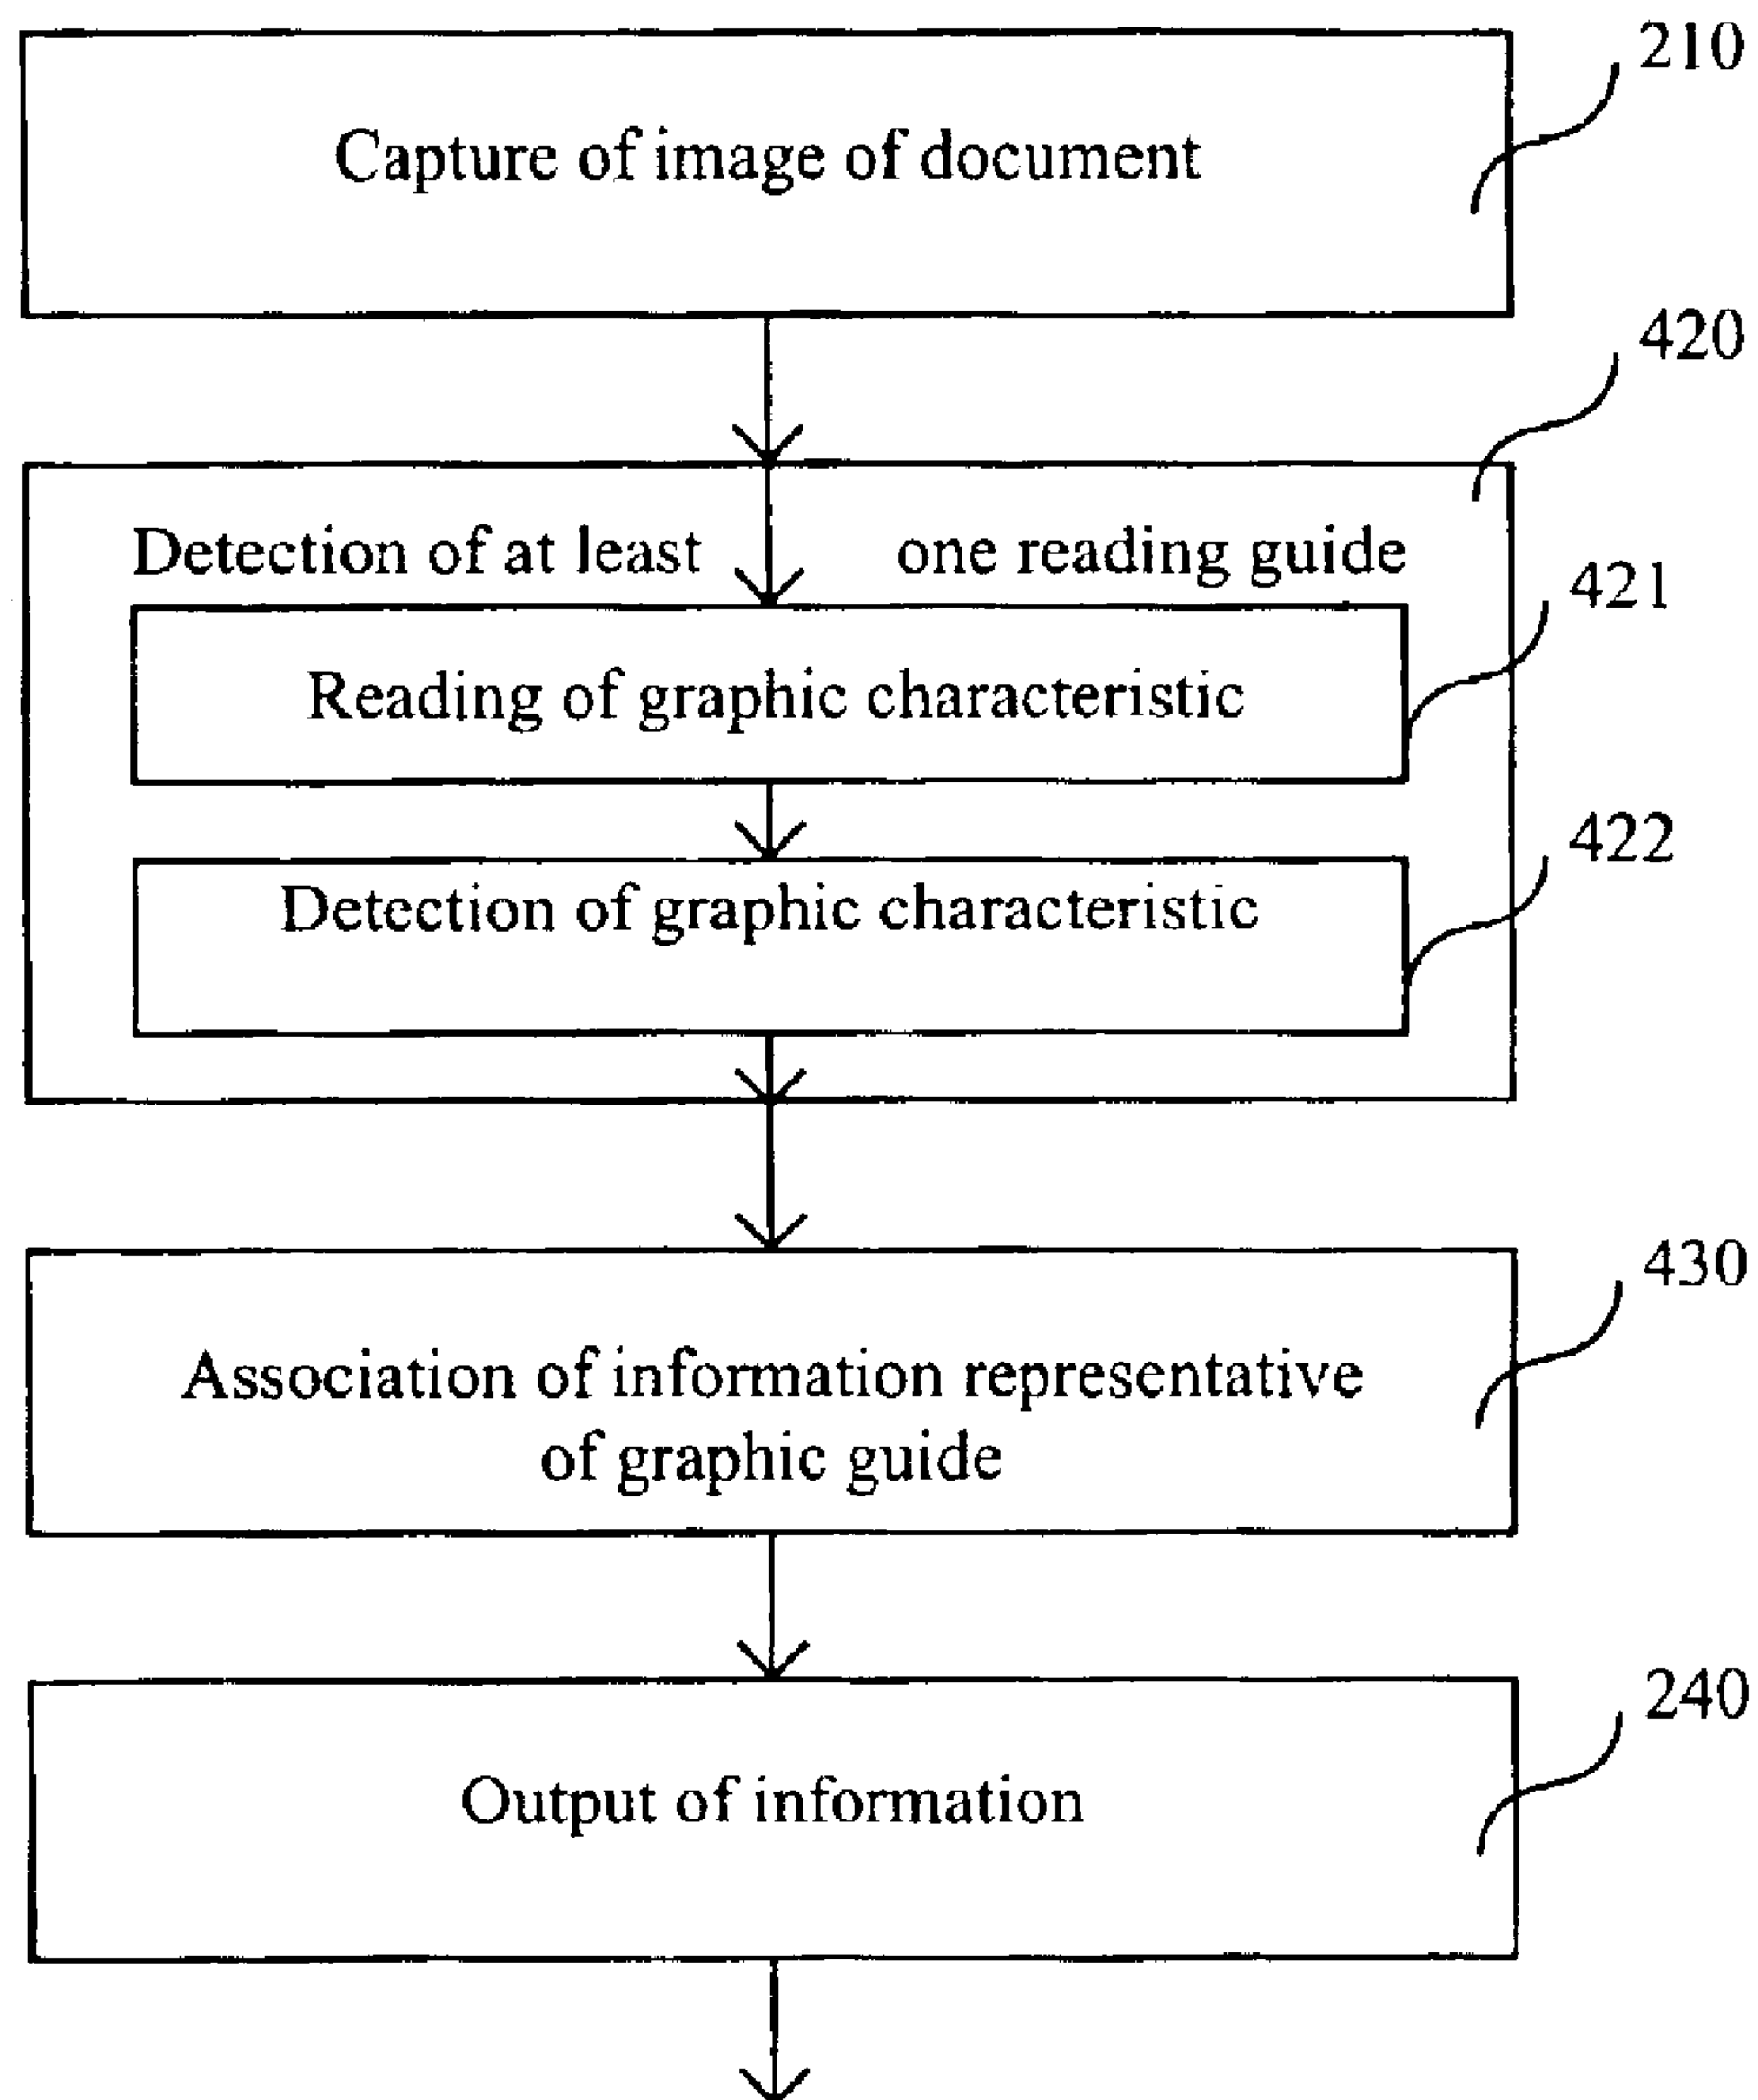 210
Capture of image of document
420
Detection of at least one reading guide
421
Reading of graphic characteristic
422
Detection of graphic characteristic
430
Association of information representative
of graphic guide
240
Output of information